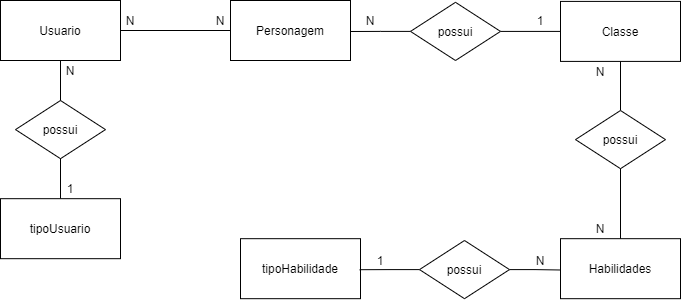 Usuario
N
N
Personagem
N
possui
1
Classe
N
N
possui
possui
1
N
tipoUsuario
tipoHabilidade
1
possui
N
Habilidades